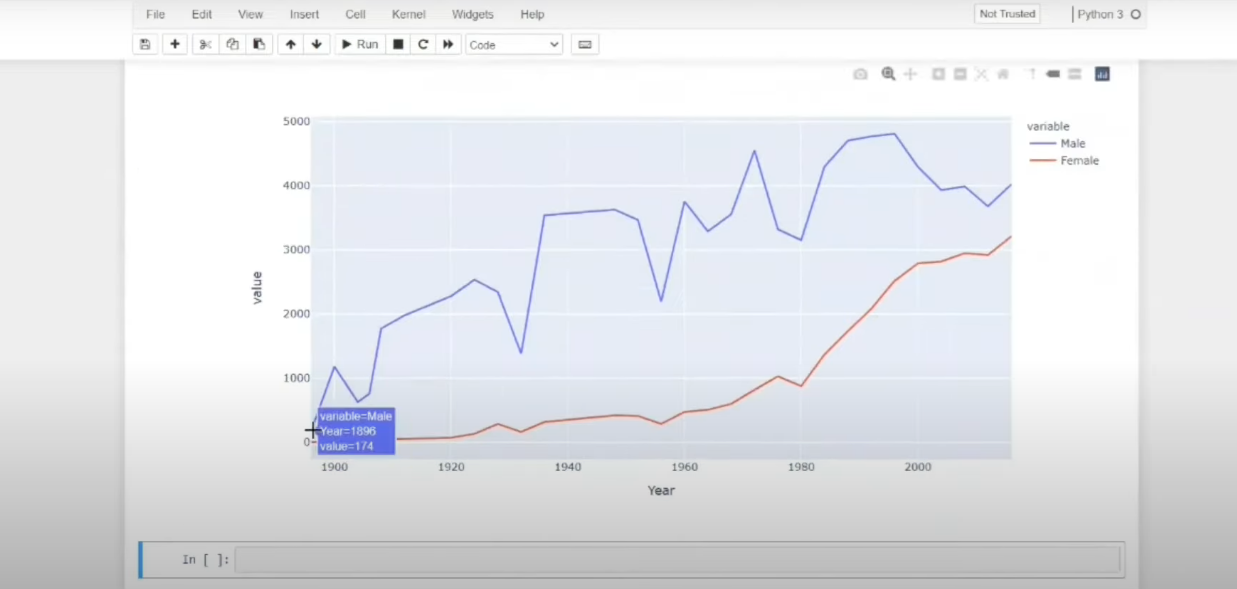 File Edit View Insert Cell Kernel Widgets Help
Not Trusted
Python 3
Run
Code
5000
4000
3000
2000
1000
0
value
variable
Male
Female
variable=Male
Year=1896
value=174
1900 1920 1940 1960 1980 2000
Year
In [ ]: